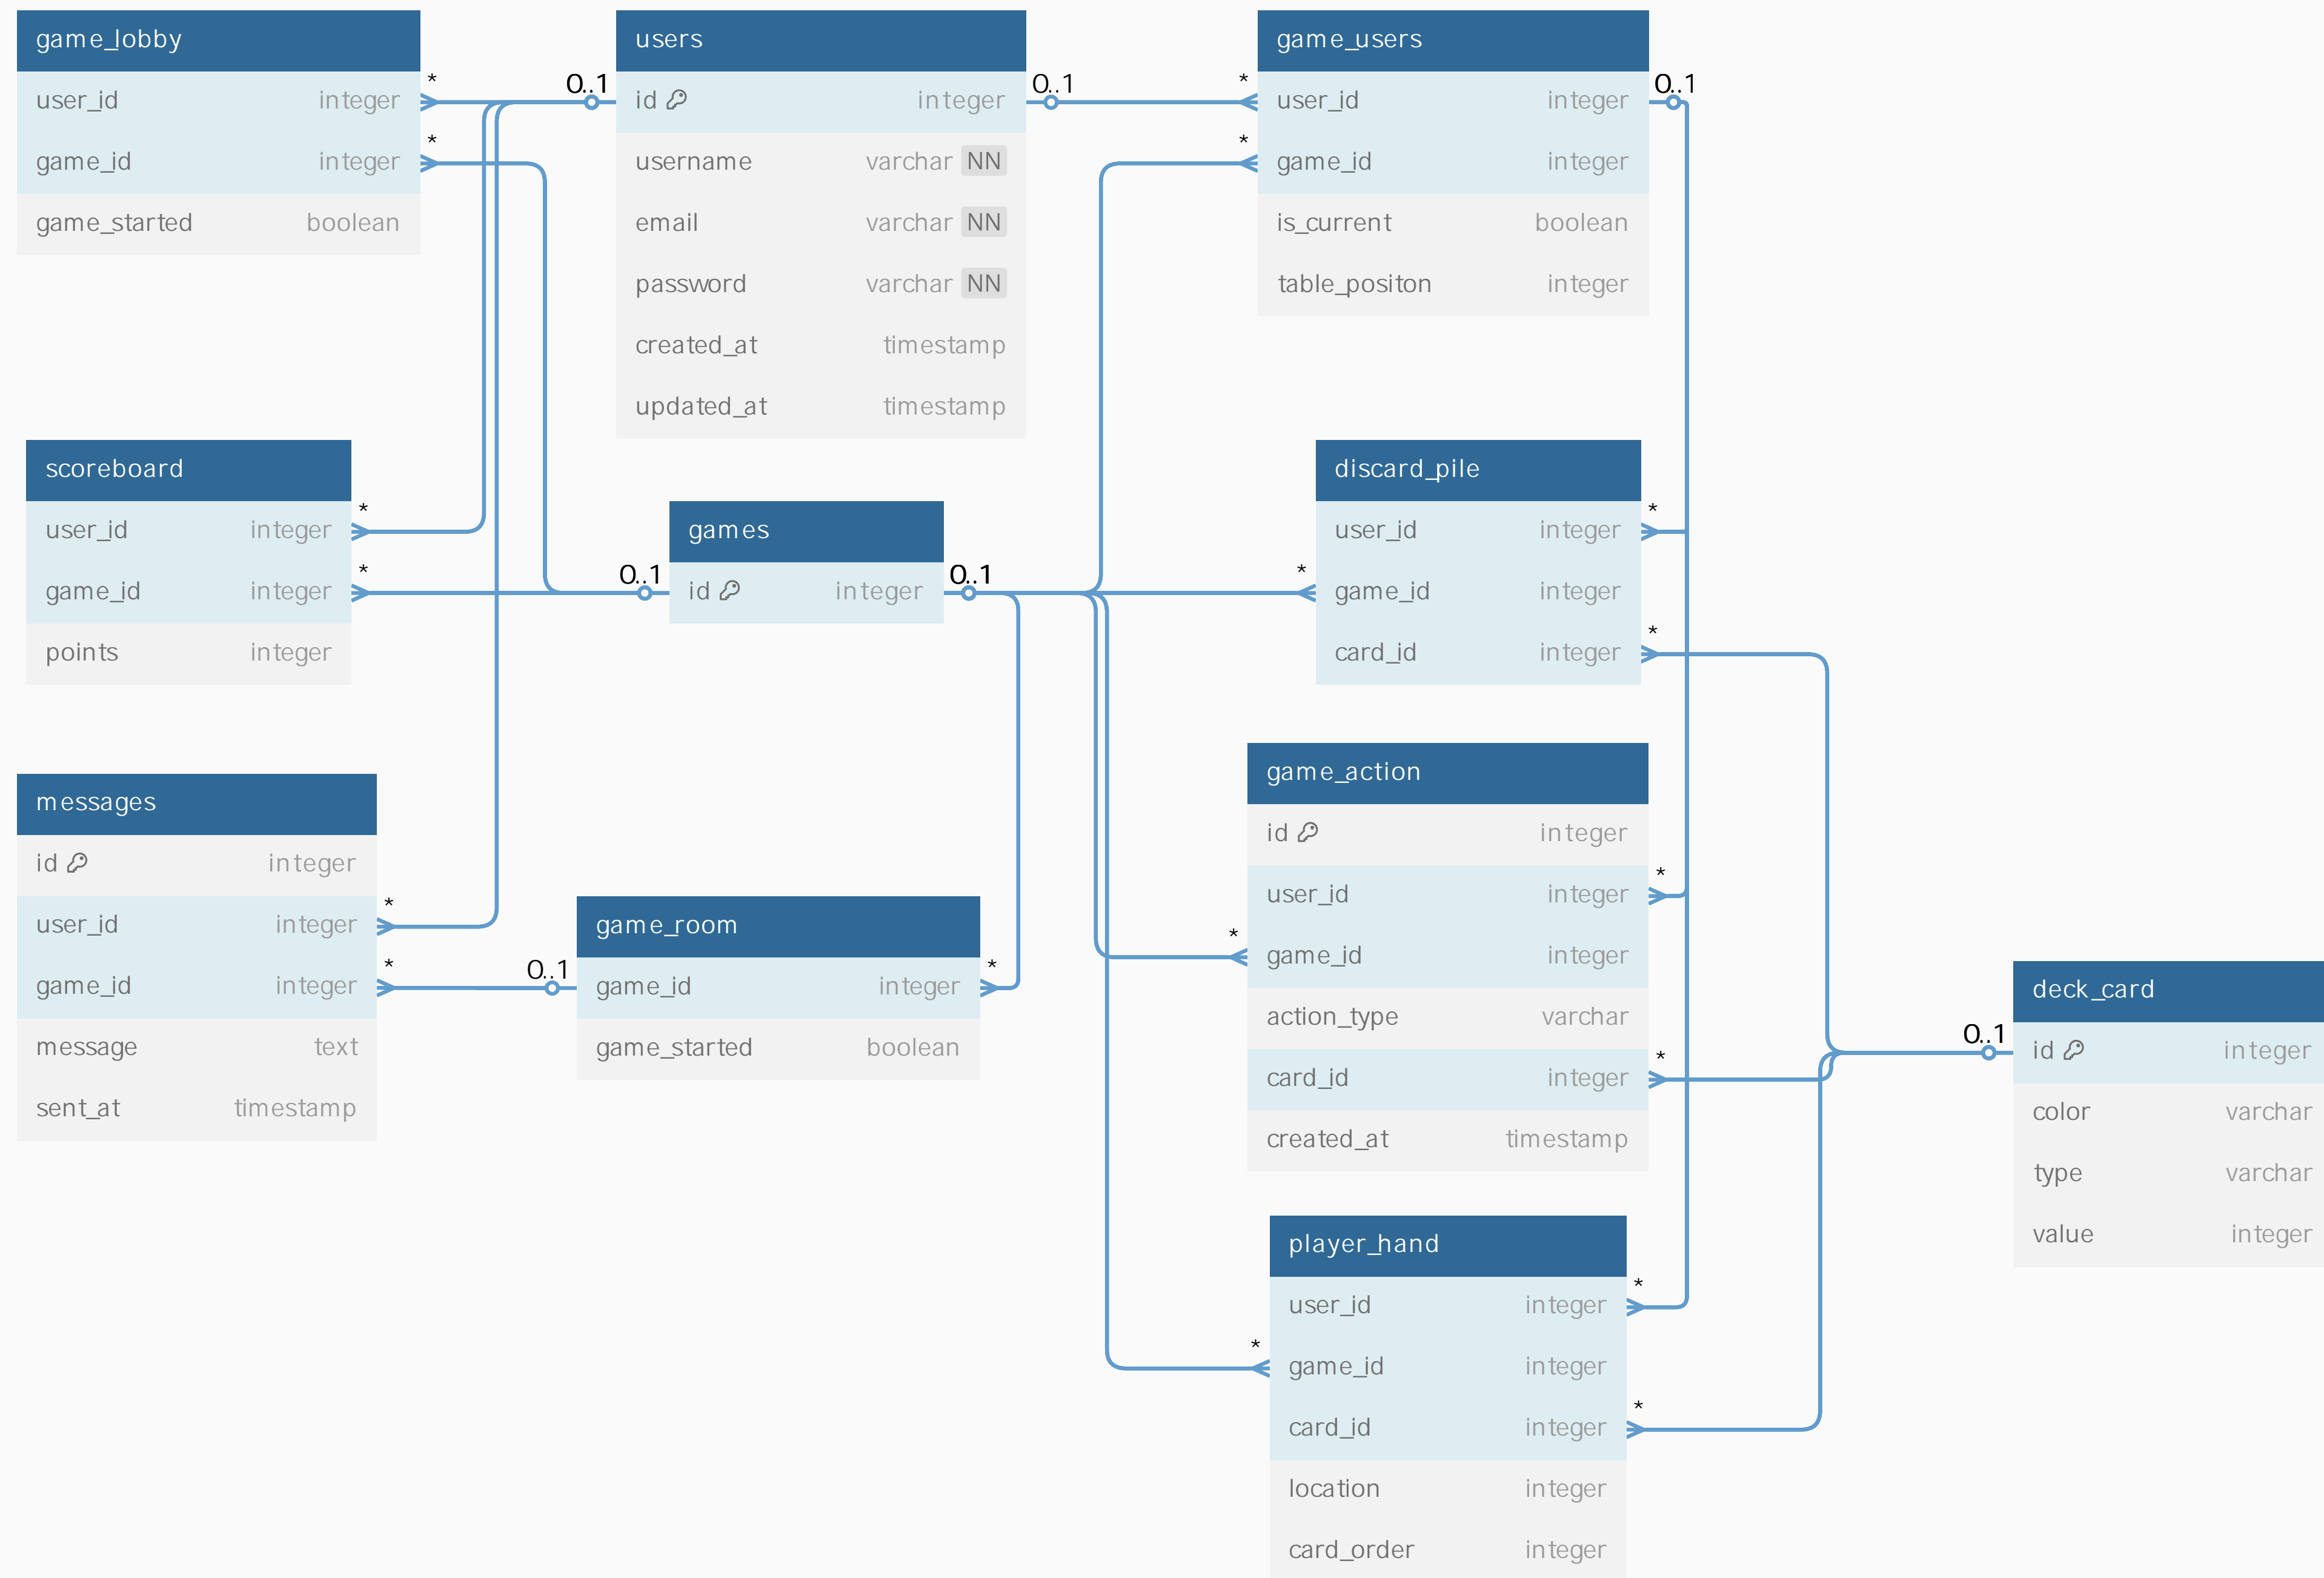 game_lobby
* 0..1
user_id integer
*
game_id integer
game_started boolean
users
0..1
id integer
username varchar NN
email varchar NN
password varchar NN
created_at timestamp
updated_at timestamp
game_users
* 0..1
user_id integer
*
game_id integer
is_current boolean
table_positon integer
scoreboard
*
user_id integer
*
game_id integer
points integer
games
0..1 0..1
id integer
discard_pile
*
user_id integer
*
game_id integer
*
card_id integer
messages
id integer
*
user_id integer
*
game_id integer
message text
sent_at timestamp
game_room
0..1 *
game_id integer
game_started boolean
game_action
id integer
*
user_id integer
*
game_id integer
action_type varchar
*
card_id integer
created_at timestamp
deck_card
0..1
id integer
color varchar
type varchar
value integer
player_hand
*
user_id integer
*
game_id integer
*
card_id integer
location integer
card_order integer